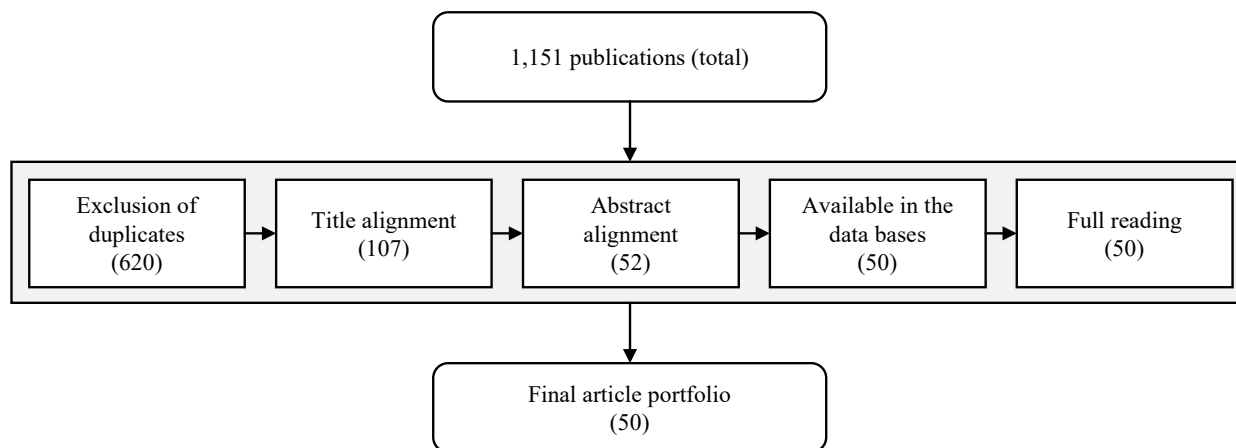 1,151 publications (total)
Exclusion of
duplicates
(620)
Title alignment
(107)
Abstract
alignment
(52)
Available in the
data bases
(50)
Full reading
(50)
Final article portfolio
(50)